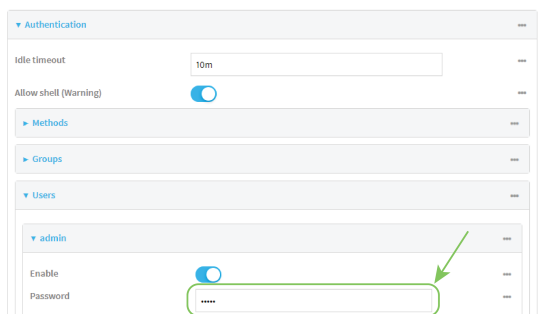 Authentication
Idle timeout
10m
Allow shell (Warning)
Methods
Groups
Users
admin
Enable
Password
•••••